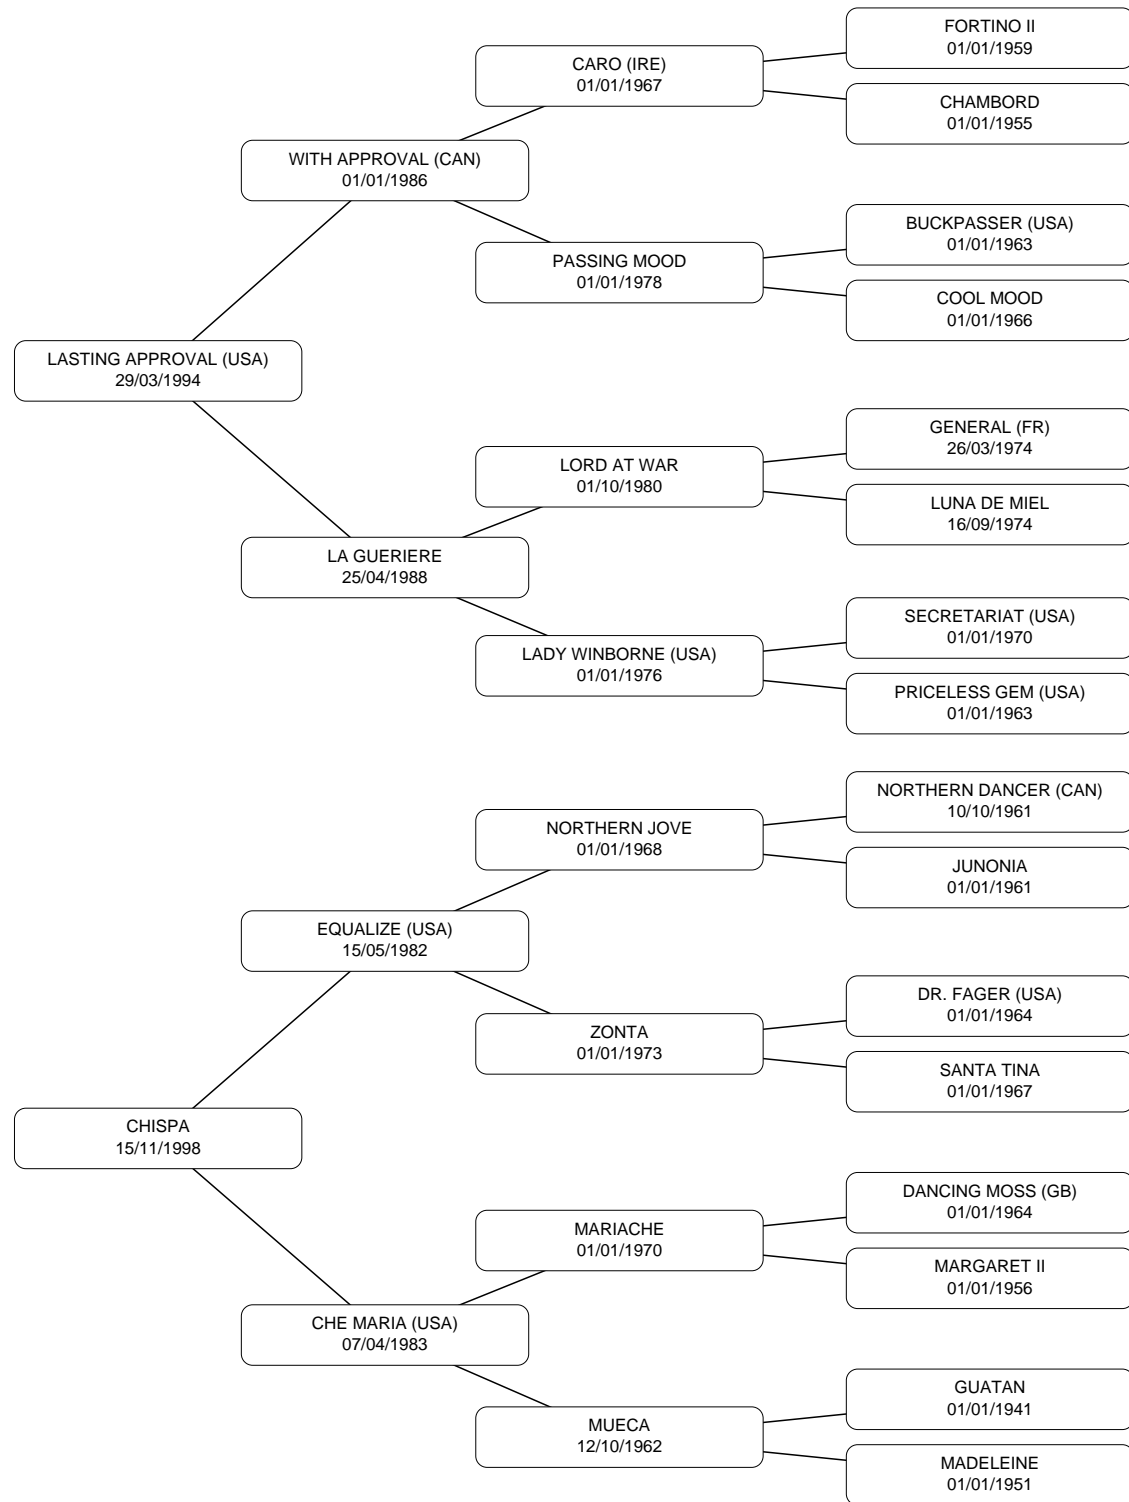 FORTINO II
01/01/1959
CARO (IRE)
01/01/1967
CHAMBORD
01/01/1955
WITH APPROVAL (CAN)
01/01/1986
BUCKPASSER (USA)
01/01/1963
PASSING MOOD
01/01/1978
COOL MOOD
01/01/1966
LASTING APPROVAL (USA)
29/03/1994
GENERAL (FR)
26/03/1974
LORD AT WAR
01/10/1980
LUNA DE MIEL
16/09/1974
LA GUERIERE
25/04/1988
SECRETARIAT (USA)
01/01/1970
LADY WINBORNE (USA)
01/01/1976
PRICELESS GEM (USA)
01/01/1963
NORTHERN DANCER (CAN)
10/10/1961
NORTHERN JOVE
01/01/1968
JUNONIA
01/01/1961
EQUALIZE (USA)
15/05/1982
DR. FAGER (USA)
01/01/1964
ZONTA
01/01/1973
SANTA TINA
01/01/1967
CHISPA
15/11/1998
DANCING MOSS (GB)
01/01/1964
MARIACHE
01/01/1970
MARGARET II
01/01/1956
CHE MARIA (USA)
07/04/1983
GUATAN
01/01/1941
MUECA
12/10/1962
MADELEINE
01/01/1951